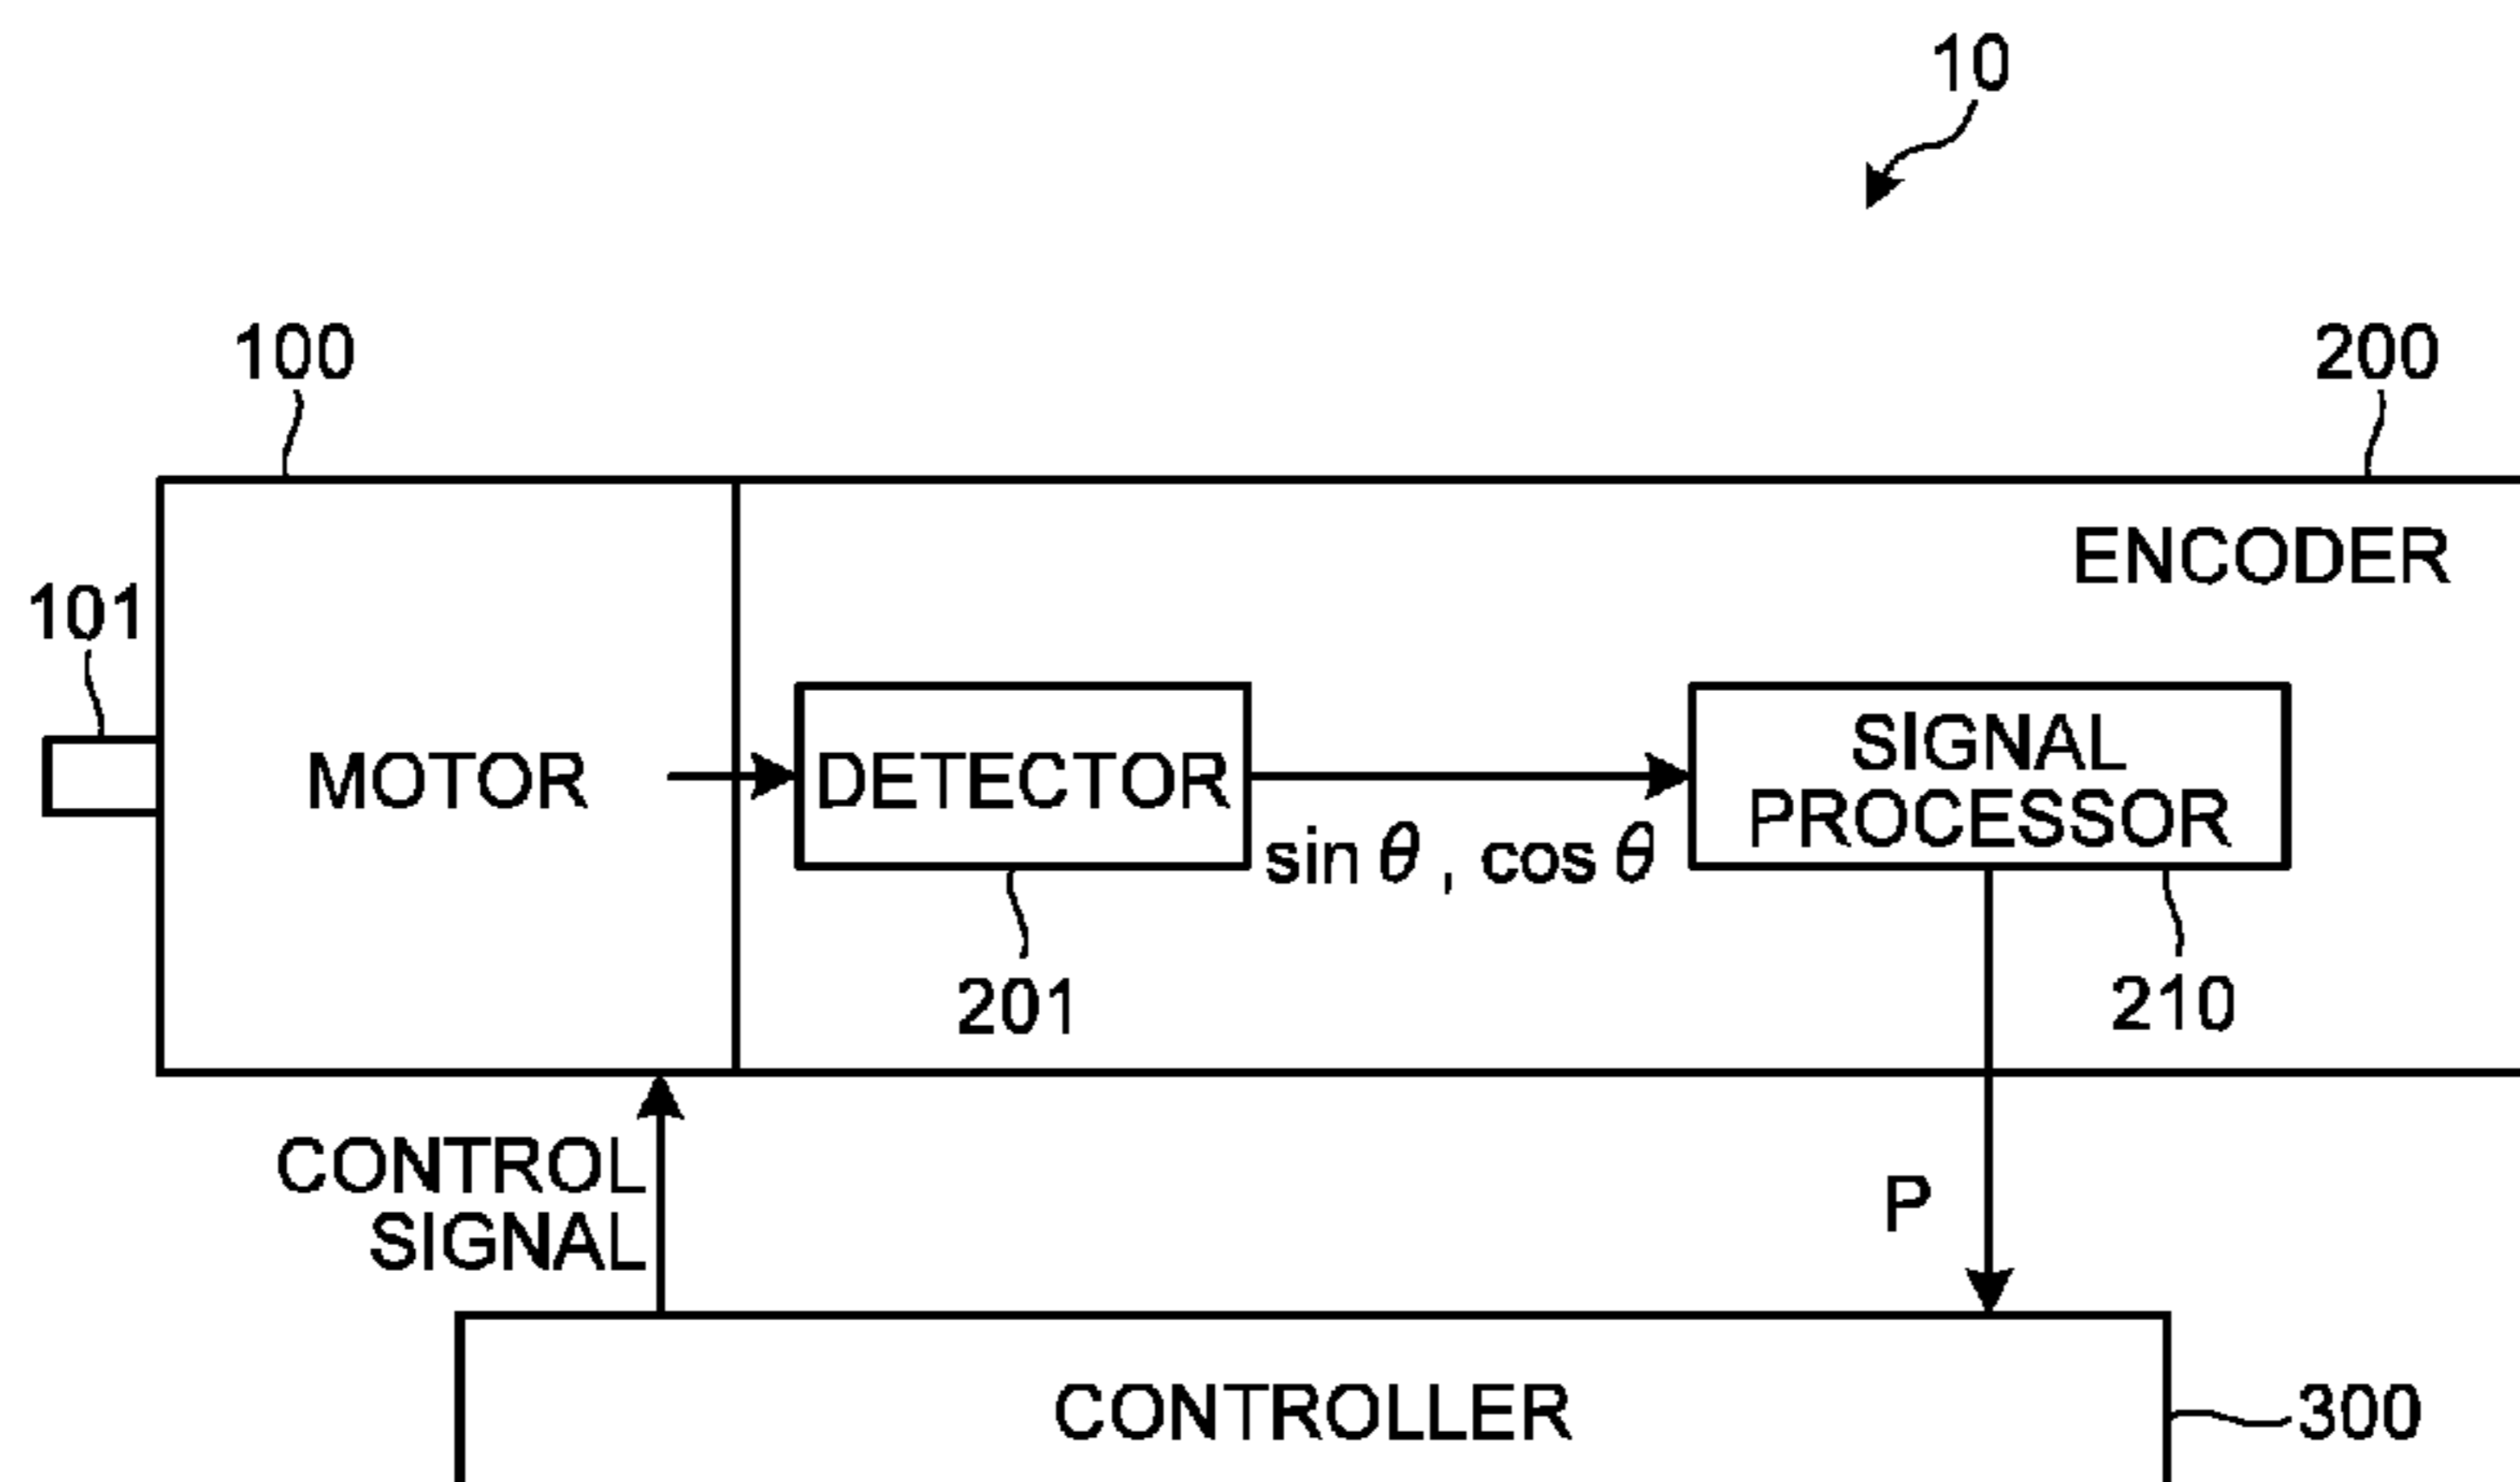 10
100
200
ENCODER
101
MOTOR
DETECTOR
SIGNAL
PROCESSOR
sin θ , cos θ
201
210
CONTROL
SIGNAL
P
CONTROLLER
300